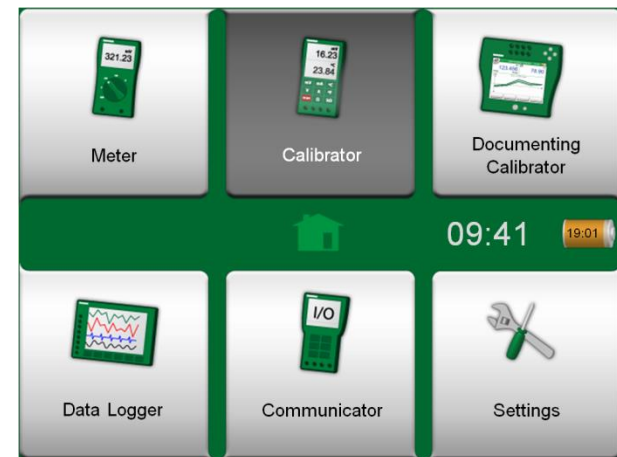 321.23
Meter
16.23
23.84
Calibrator
Documenting
Calibrator
09:41
19:01
Data Logger
I/O
Communicator
Settings